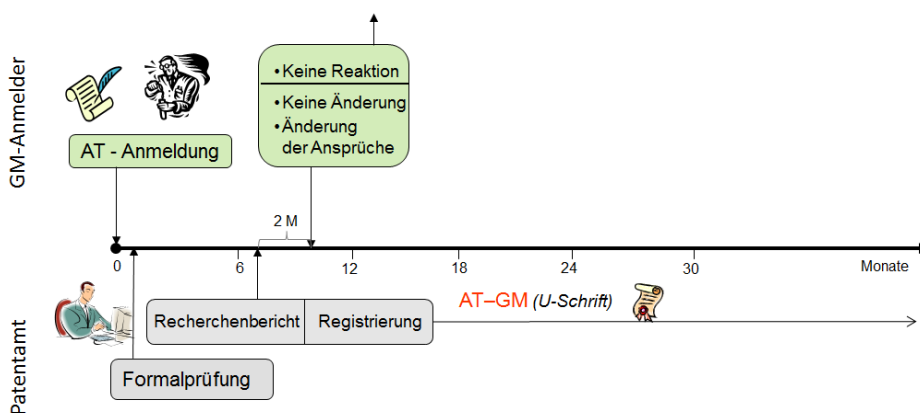 GM-Anmelder
• Keine Reaktion
• Keine Änderung
• Änderung
der Ansprüche
AT - Anmeldung
2 M
0 6 12 18 24 30 Monate
AT–GM (U-Schrift)
Recherchenbericht Registrierung
Formalprüfung
Patentamt